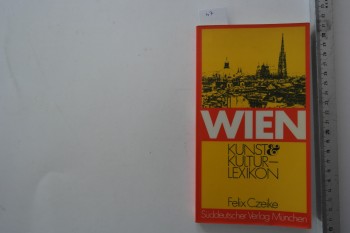 WIEN
KUNST&
KULTUR-
LEXIKON
Felix Czeike
Süddeutscher Verlag München